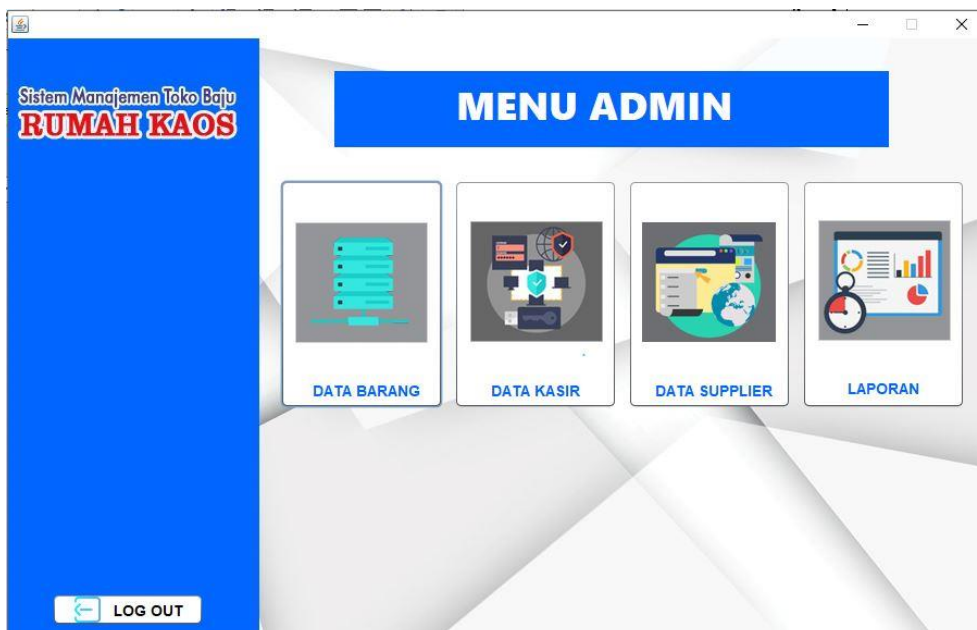 Sistem Manajemen Toko Baju
RUMAH KAOS
MENU ADMIN
DATA BARANG
DATA KASIR
DATA SUPPLIER
LAPORAN
LOG OUT